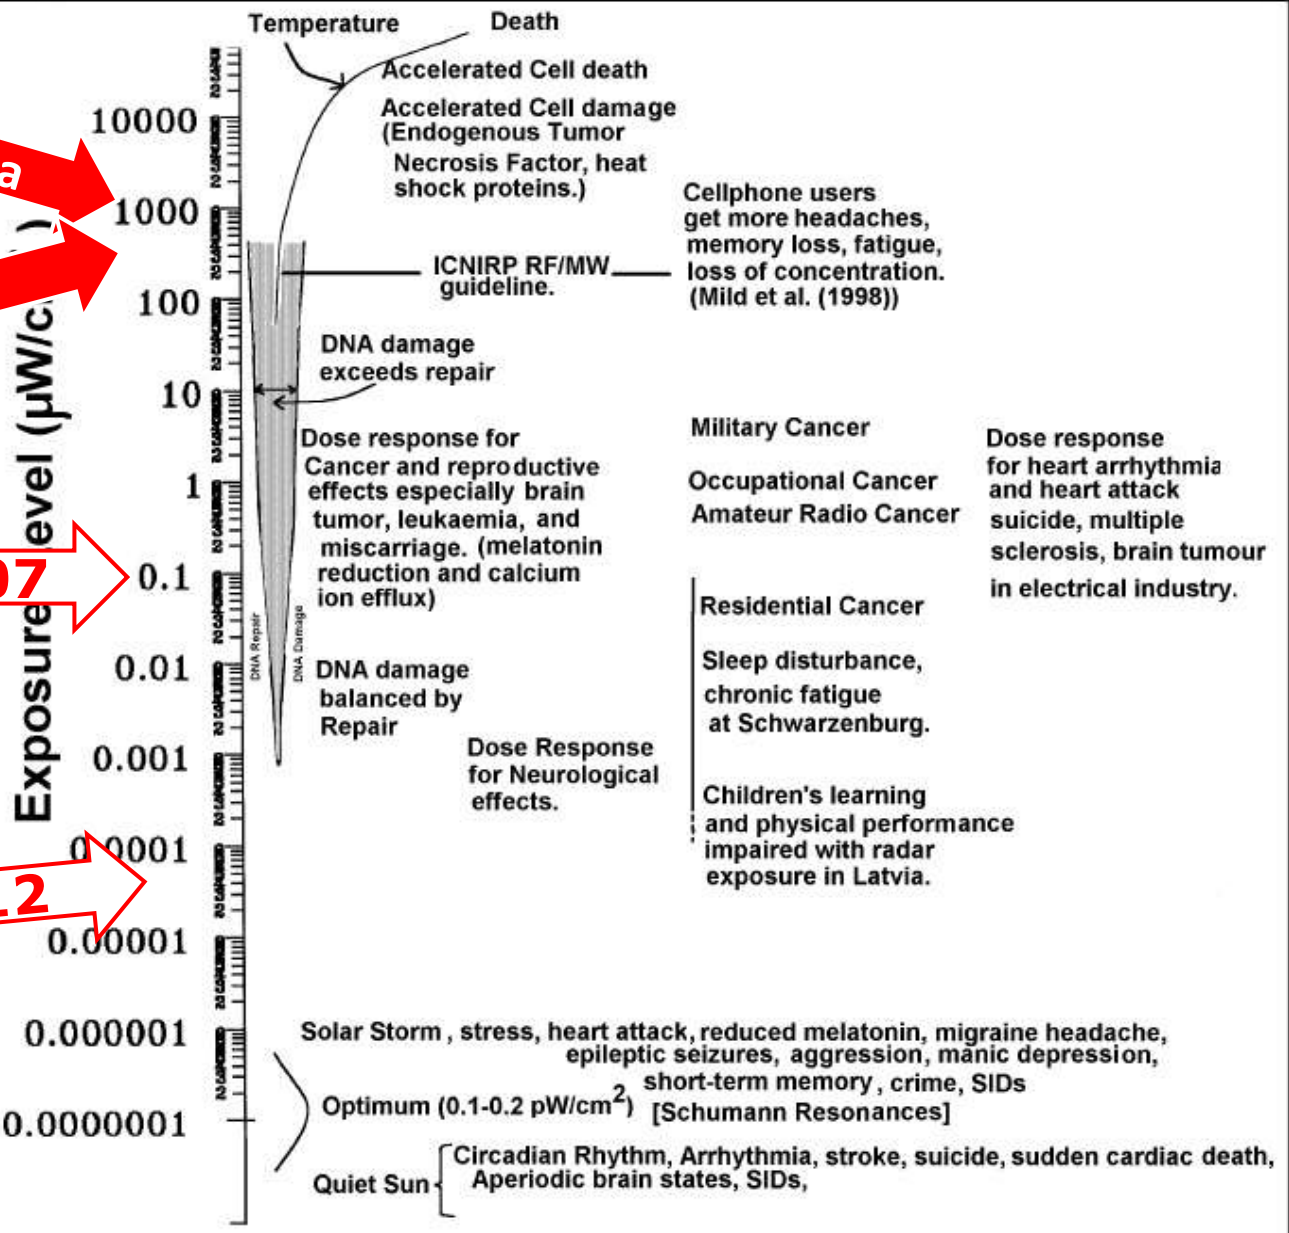 Temperature
Death
Accelerated Cell death
Accelerated Cell damage
(Endogenous Tumor
Necrosis Factor, heat
shock proteins.)
10000
a
1000
Cellphone users
get more headaches,
memory loss, fatigue,
loss of concentration.
(Mild et al. (1998))
ICNIRP RF/MW
guideline.
100
DNA damage
exceeds repair
10
Dose response for
Cancer and reproductive
effects especially brain
tumor, leukaemia, and
miscarriage. (melatonin
reduction and calcium
ion efflux)
Military Cancer
Occupational Cancer
Amateur Radio Cancer
Dose response
for heart arrhythmia
and heart attack
suicide, multiple
sclerosis, brain tumour
in electrical industry.
1
07
0.1
Exposure level (µW/c
DNA Repair
DNA Damage
Residential Cancer
Sleep disturbance,
chronic fatigue
at Schwarzenburg.
0.01
DNA damage
balanced by
Repair
0.001
Dose Response
for Neurological
effects.
Children's learning
and physical performance
impaired with radar
exposure in Latvia.
0.0001
12
0.00001
0.000001
Solar Storm, stress, heart attack, reduced melatonin, migraine headache,
epileptic seizures, aggression, manic depression,
short-term memory, crime, SIDs
Optimum (0.1-0.2 pW/cm²) [Schumann Resonances]
0.0000001
Quiet Sun
Circadian Rhythm, Arrhythmia, stroke, suicide, sudden cardiac death,
Aperiodic brain states, SIDs,